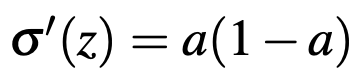 σ′(z) = a(1 − a)